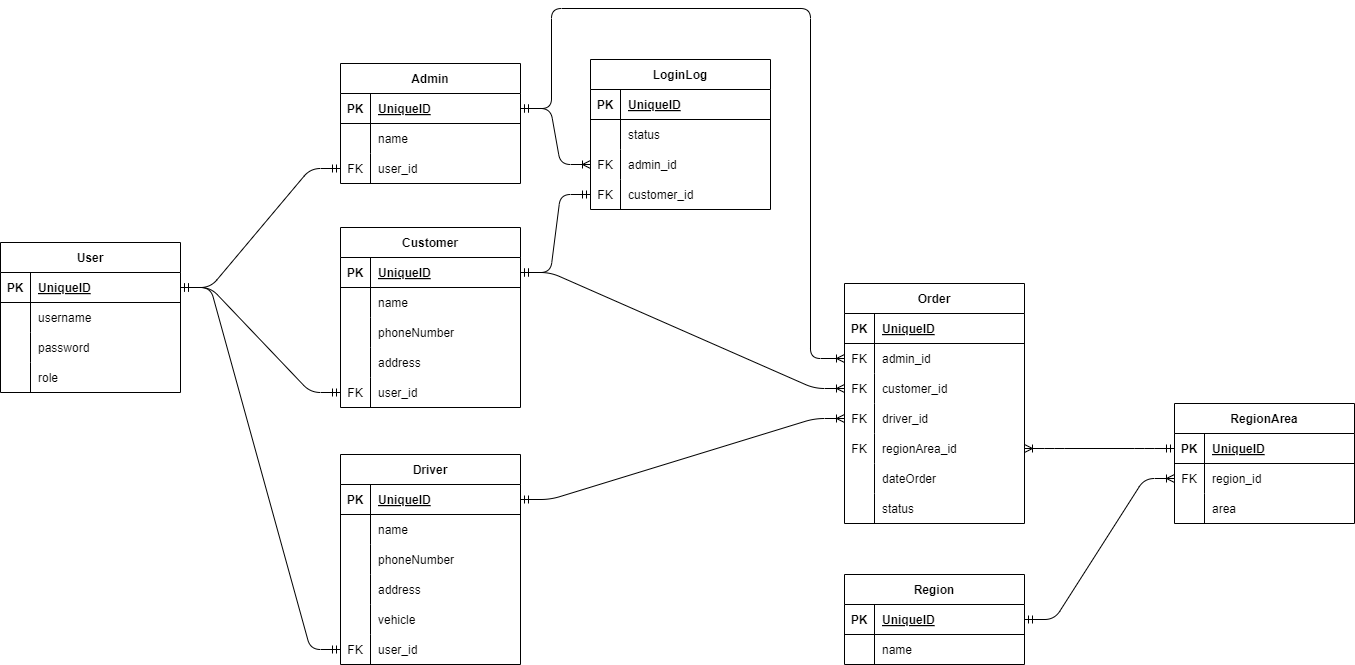 User
PK UniqueID
username
password
role
Admin
PK UniqueID
name
FK user_id
Customer
PK UniqueID
name
phoneNumber
address
FK user_id
Driver
PK UniqueID
name
phoneNumber
address
vehicle
FK user_id
LoginLog
PK UniqueID
status
FK admin_id
FK customer_id
Order
PK UniqueID
FK admin_id
FK customer_id
FK driver_id
FK regionArea_id
dateOrder
status
Region
PK UniqueID
name
RegionArea
PK UniqueID
FK region_id
area